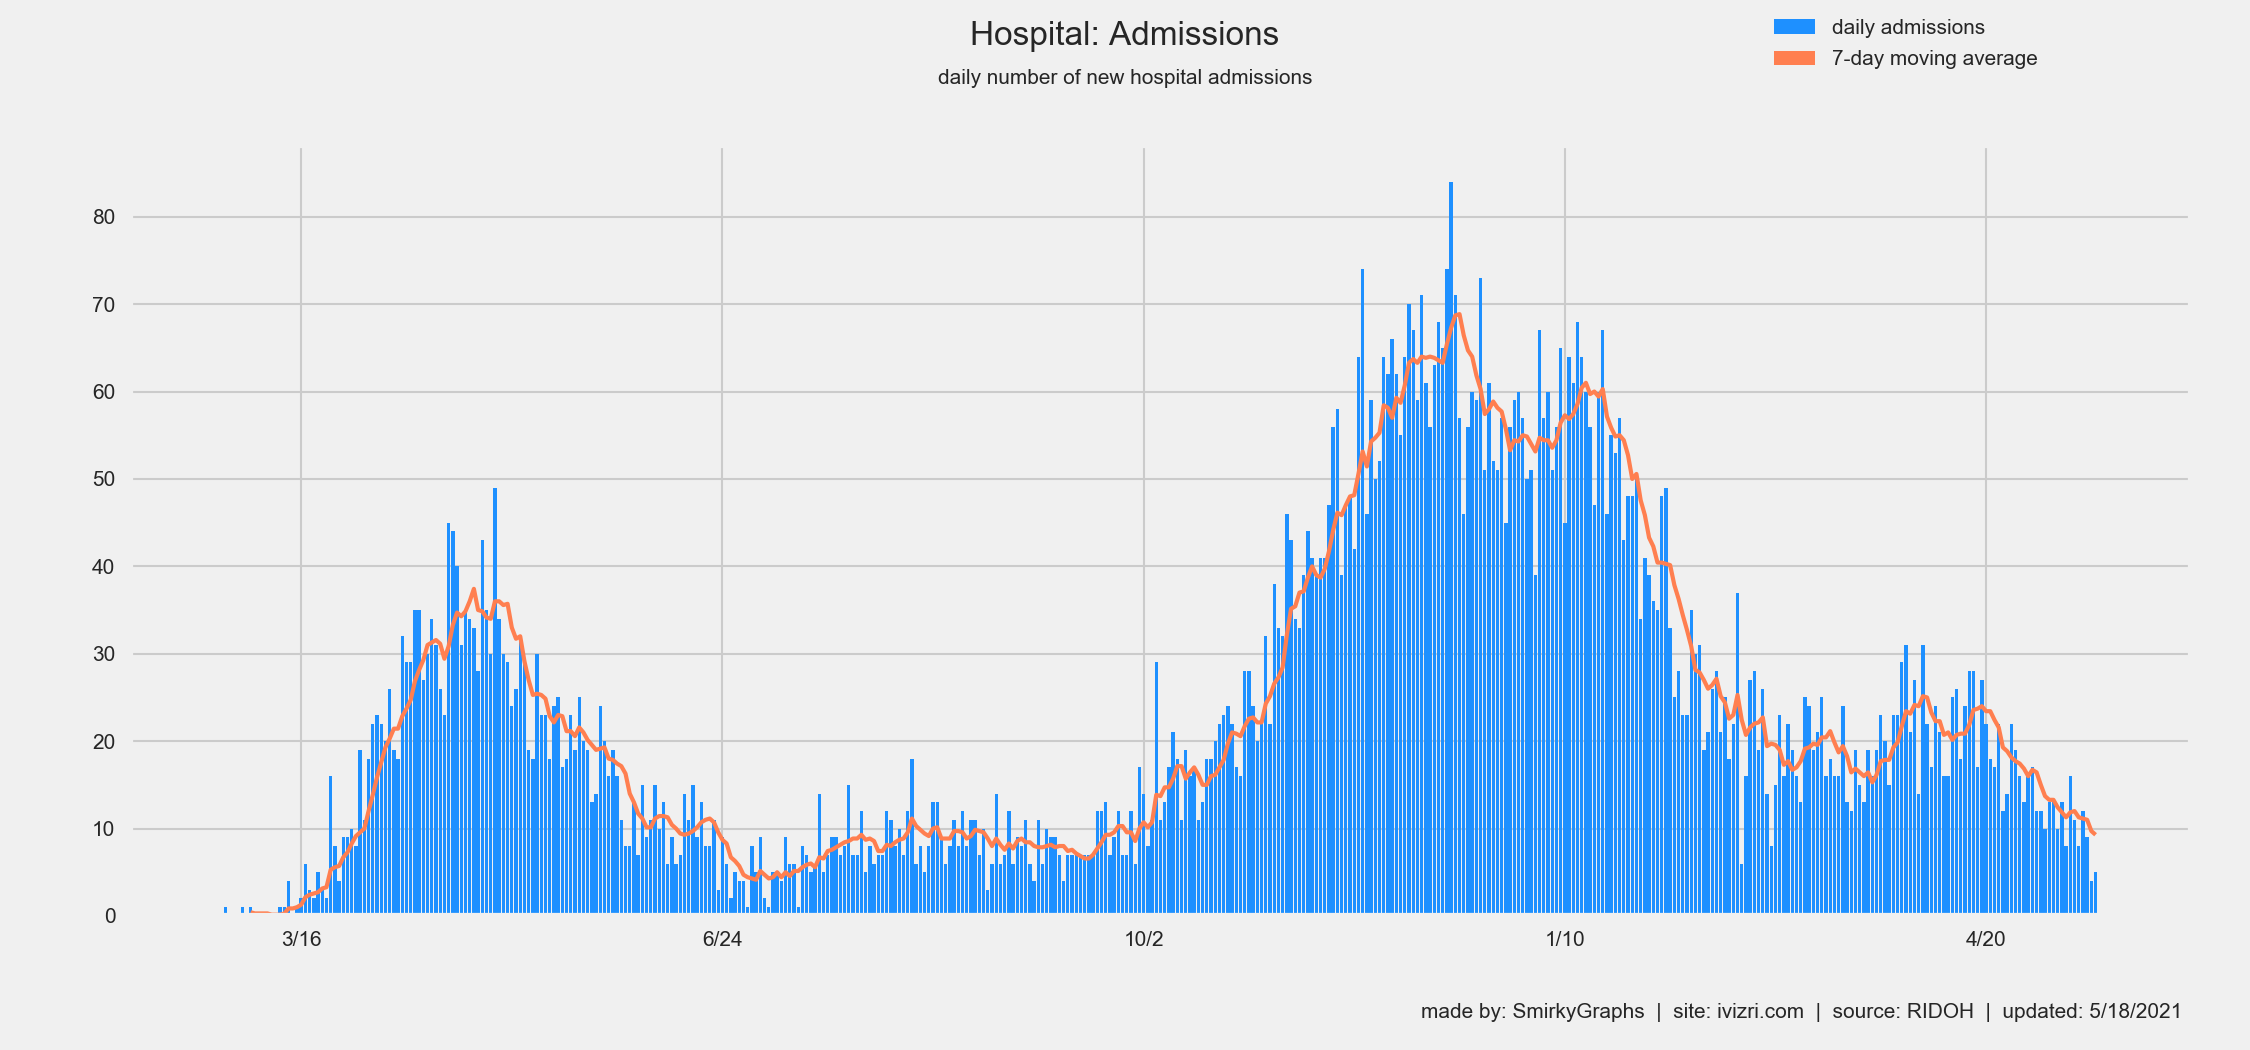 Hospital: Admissions
daily number of new hospital admissions
daily admissions
7-day moving average
80
70
60
50
40
30
20
10
0
3/16 6/24 10/2 1/10 4/20
made by: SmirkyGraphs | site: ivizri.com | source: RIDOH | updated: 5/18/2021